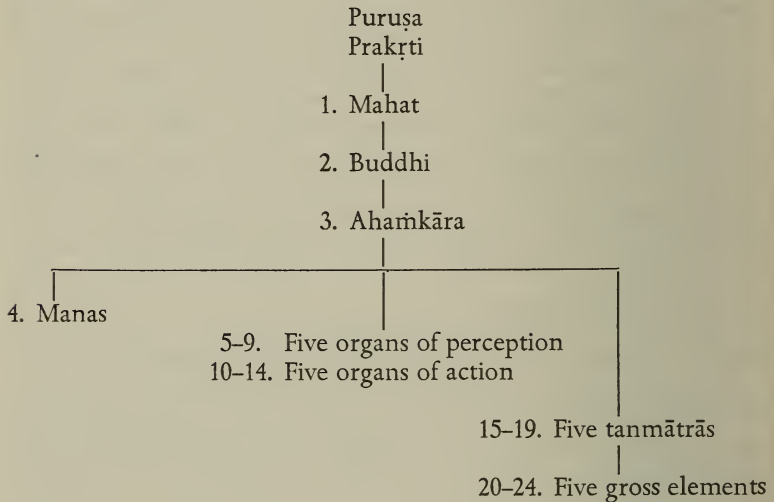 Puruṣa
Prakṛti
1. Mahat
2. Buddhi
3. Ahaṁkāra
4. Manas
5–9. Five organs of perception
10–14. Five organs of action
15–19. Five tanmātrās
20–24. Five gross elements